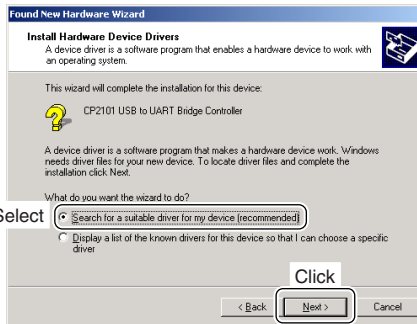 Found New Hardware Wizard
Install Hardware Device Drivers
A device driver is a software program that enables a hardware device to work with
an operating system.
This wizard will complete the installation for this device:
CP2101 USB to UART Bridge Controller
A device driver is a software program that makes a hardware device work. Windows
needs driver files for your new device. To locate driver files and complete the
installation click Next.
What do you want the wizard to do?
Select
Search for a suitable driver for my device (recommended)
Display a list of the known drivers for this device so that I can choose a specific
driver
Click
< Back Next > Cancel